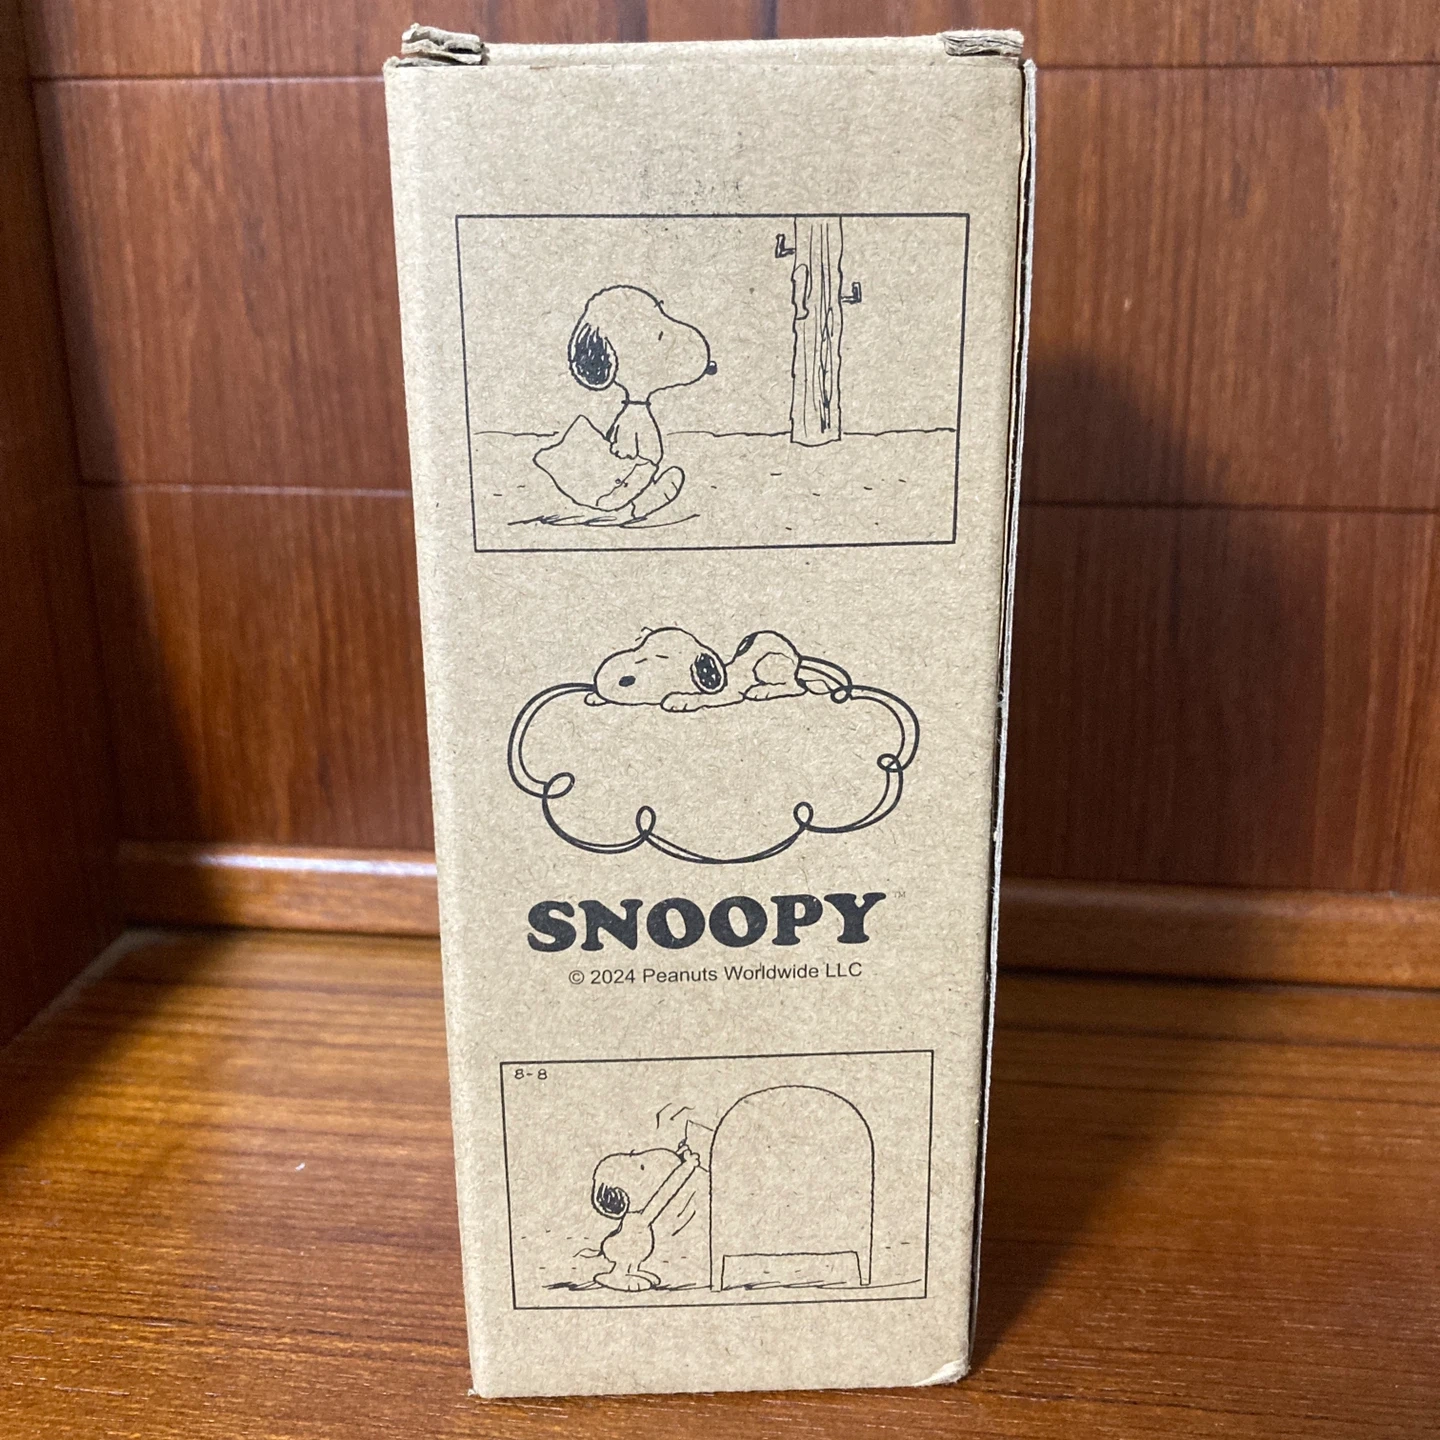 SNOOPY™
© 2024 Peanuts Worldwide LLC
8-8